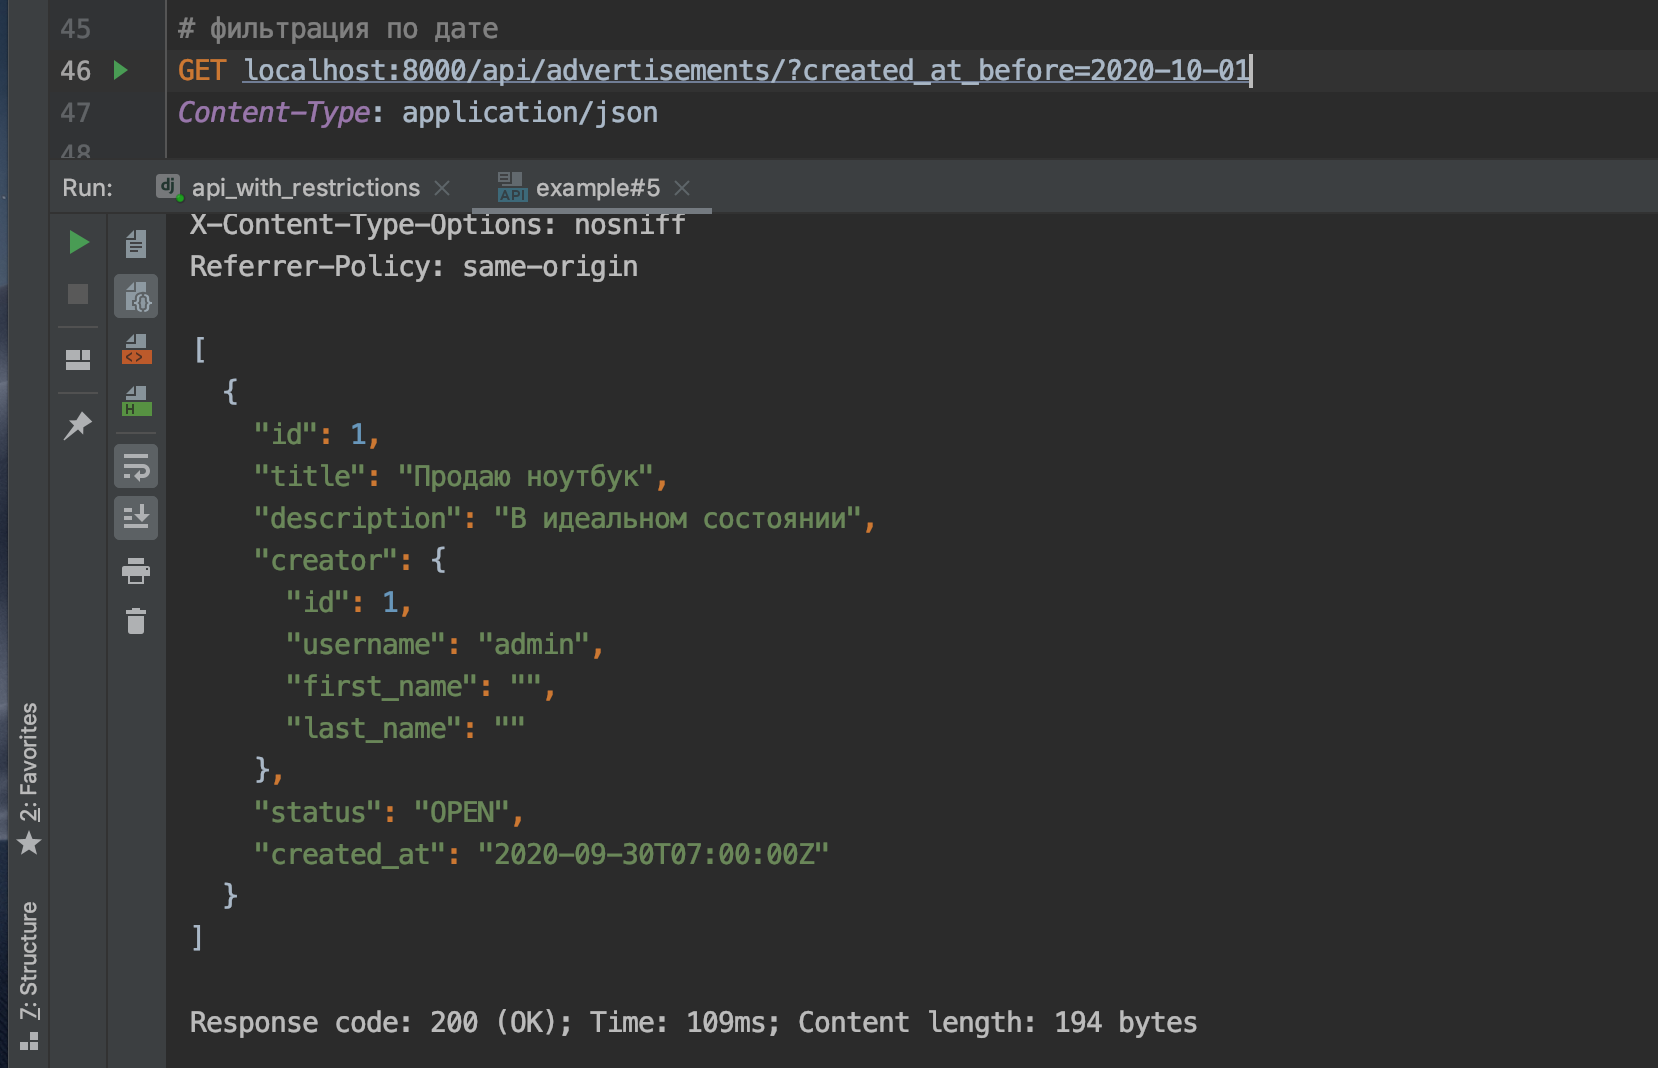 45 # фильтрация по дате
46 GET localhost:8000/api/advertisements/?created_at_before=2020-10-01
47 Content-Type: application/json
48
Run: dj api_with_restrictions API example#5
X-Content-Type-Options: nosniff
Referrer-Policy: same-origin
[
{
"id": 1,
"title": "Продаю ноутбук",
"description": "В идеальном состоянии",
"creator": {
"id": 1,
"username": "admin",
"first_name": "",
"last_name": ""
},
"status": "OPEN",
"created_at": "2020-09-30T07:00:00Z"
}
]
Response code: 200 (OK); Time: 109ms; Content length: 194 bytes
2: Favorites
7: Structure